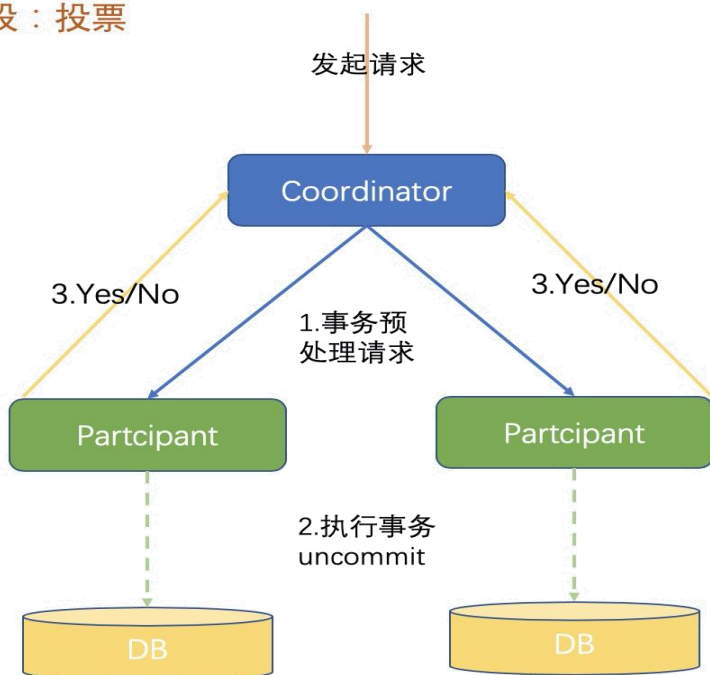 段：投票
发起请求
Coordinator
3.Yes/No
3.Yes/No
1.事务预
处理请求
Partcipant
Partcipant
2.执行事务
uncommit
DB
DB